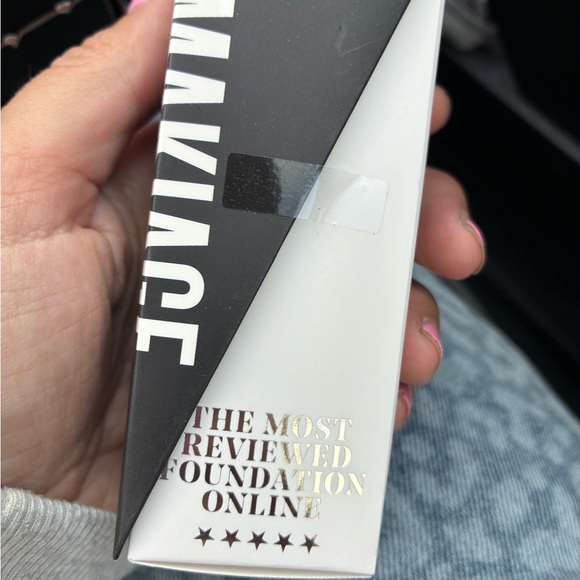 MAKIAGE
THE MOST
REVIEWED
FOUNDATION
ONLINE
★★★★★